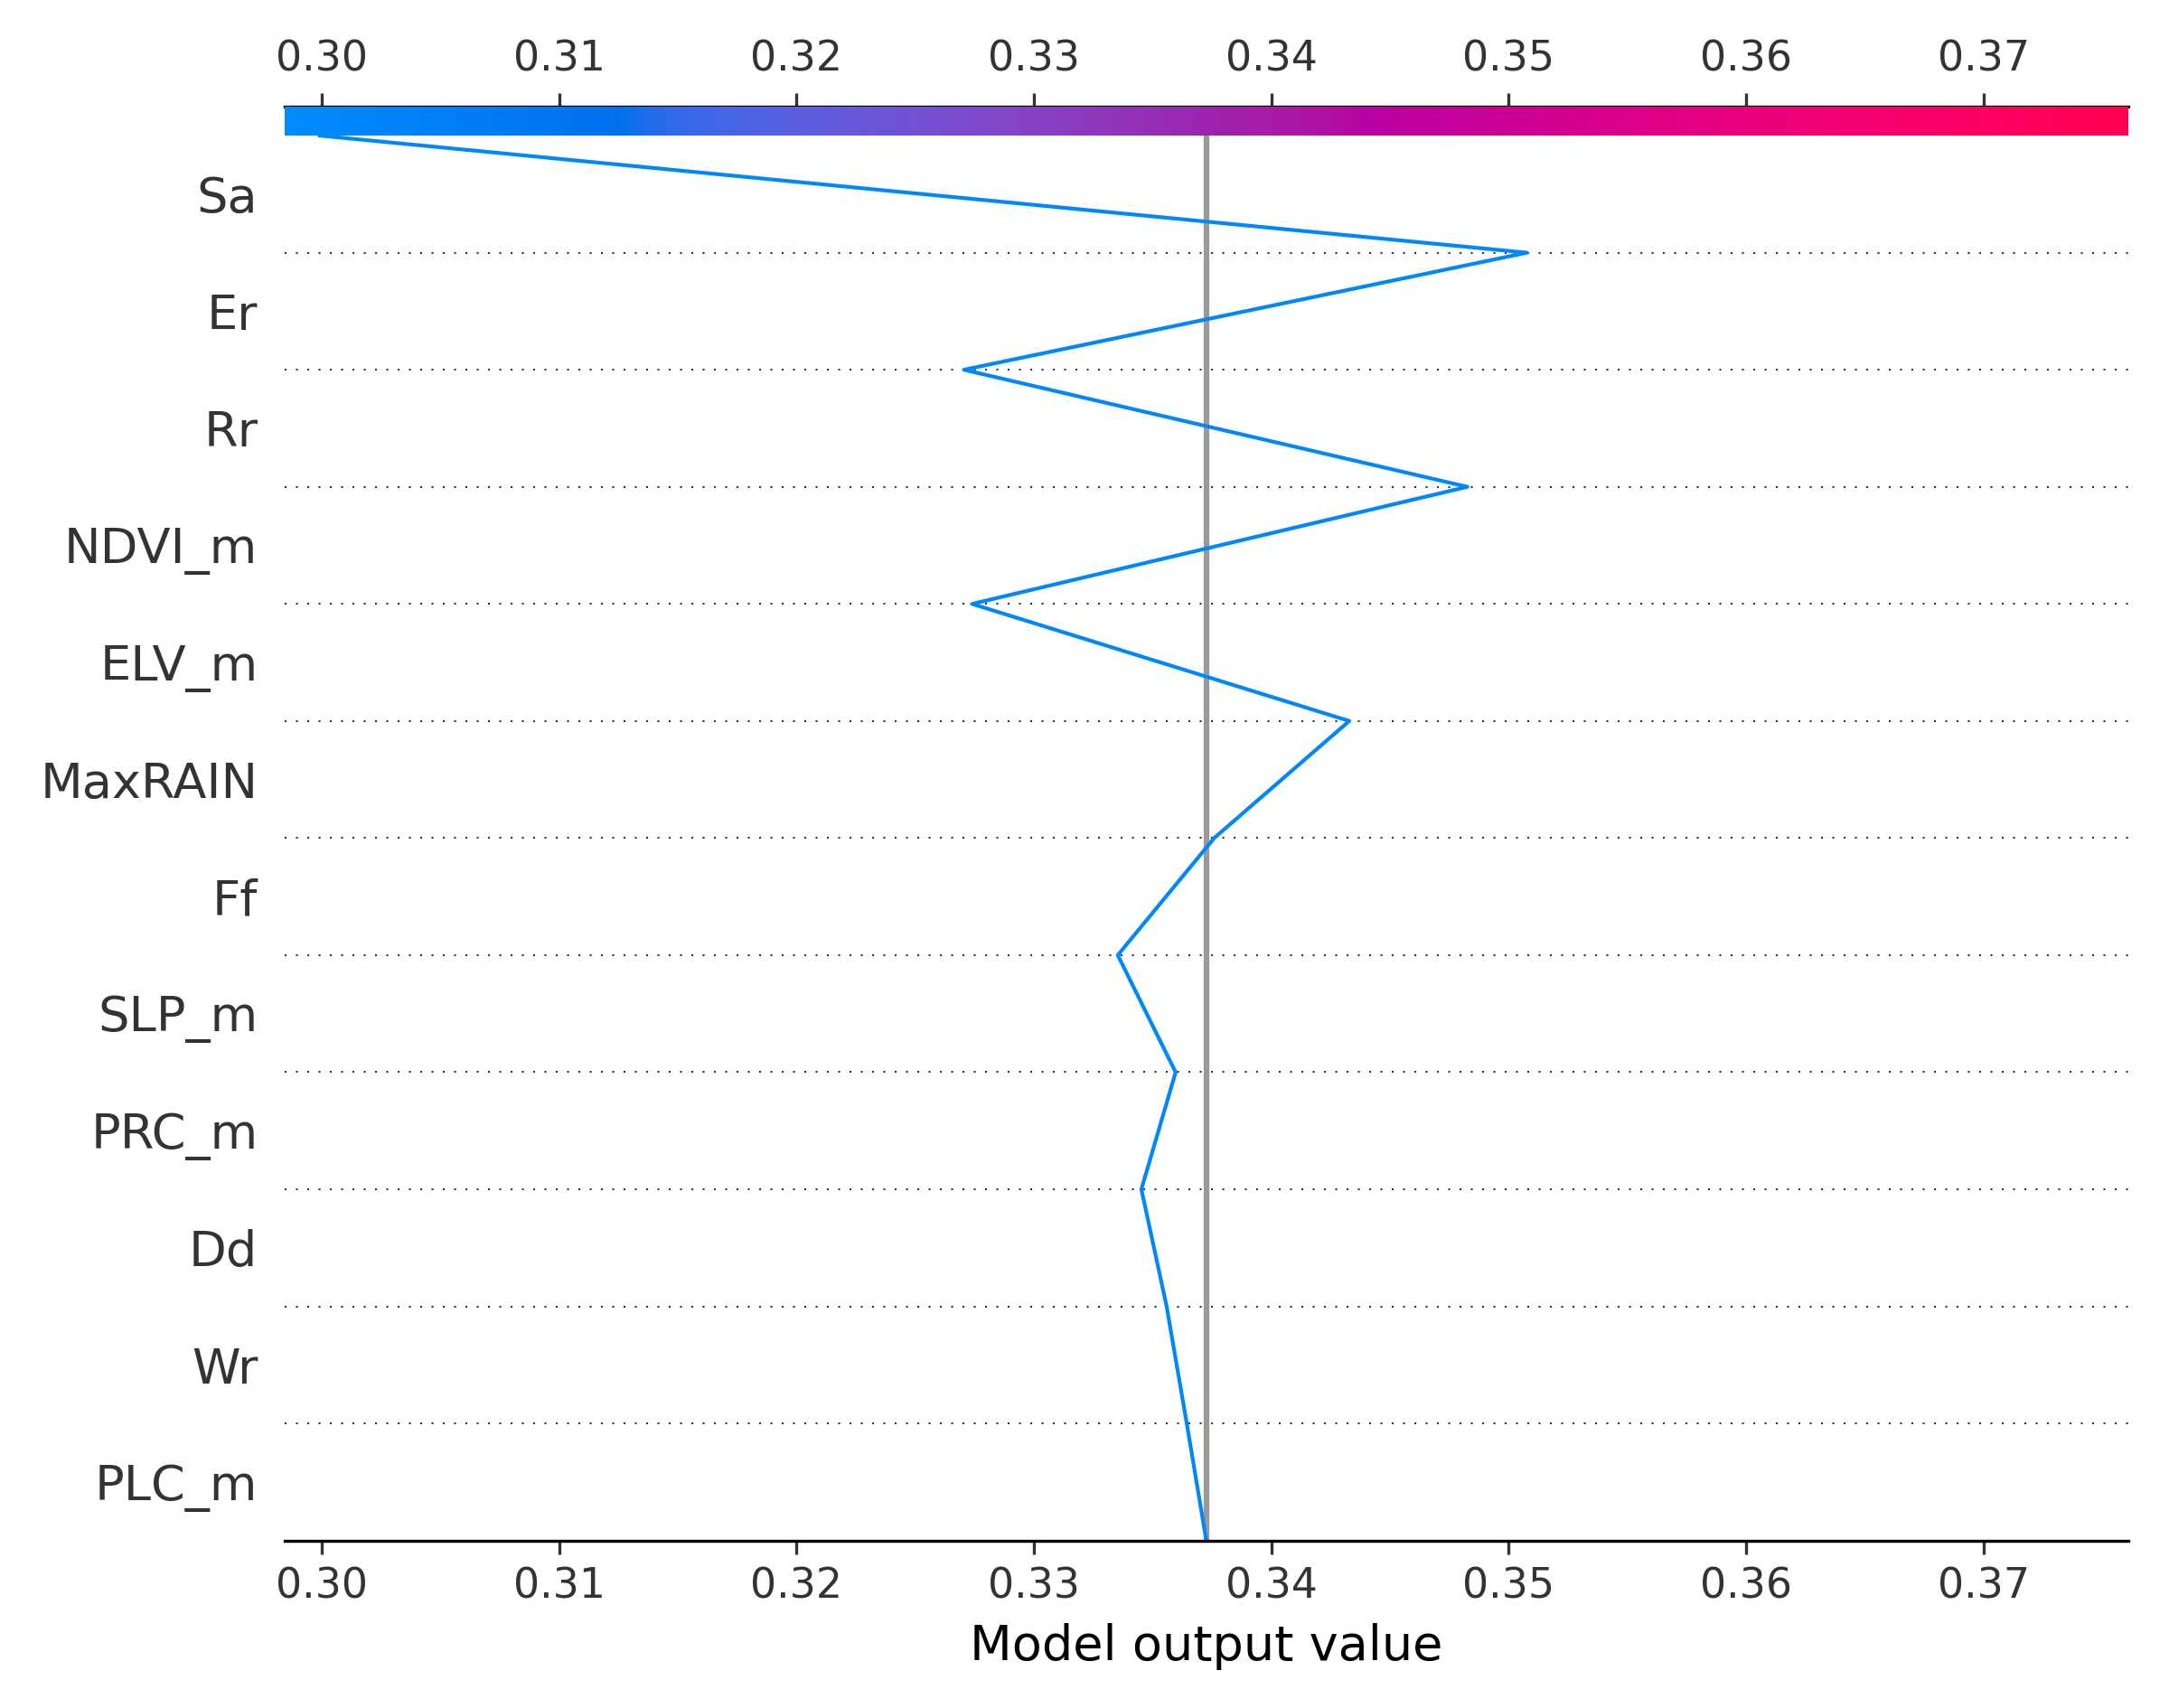 0.30 0.31 0.32 0.33 0.34 0.35 0.36 0.37
Sa
Er
Rr
NDVI_m
ELV_m
MaxRAIN
Ff
SLP_m
PRC_m
Dd
Wr
PLC_m
0.30 0.31 0.32 0.33 0.34 0.35 0.36 0.37
Model output value